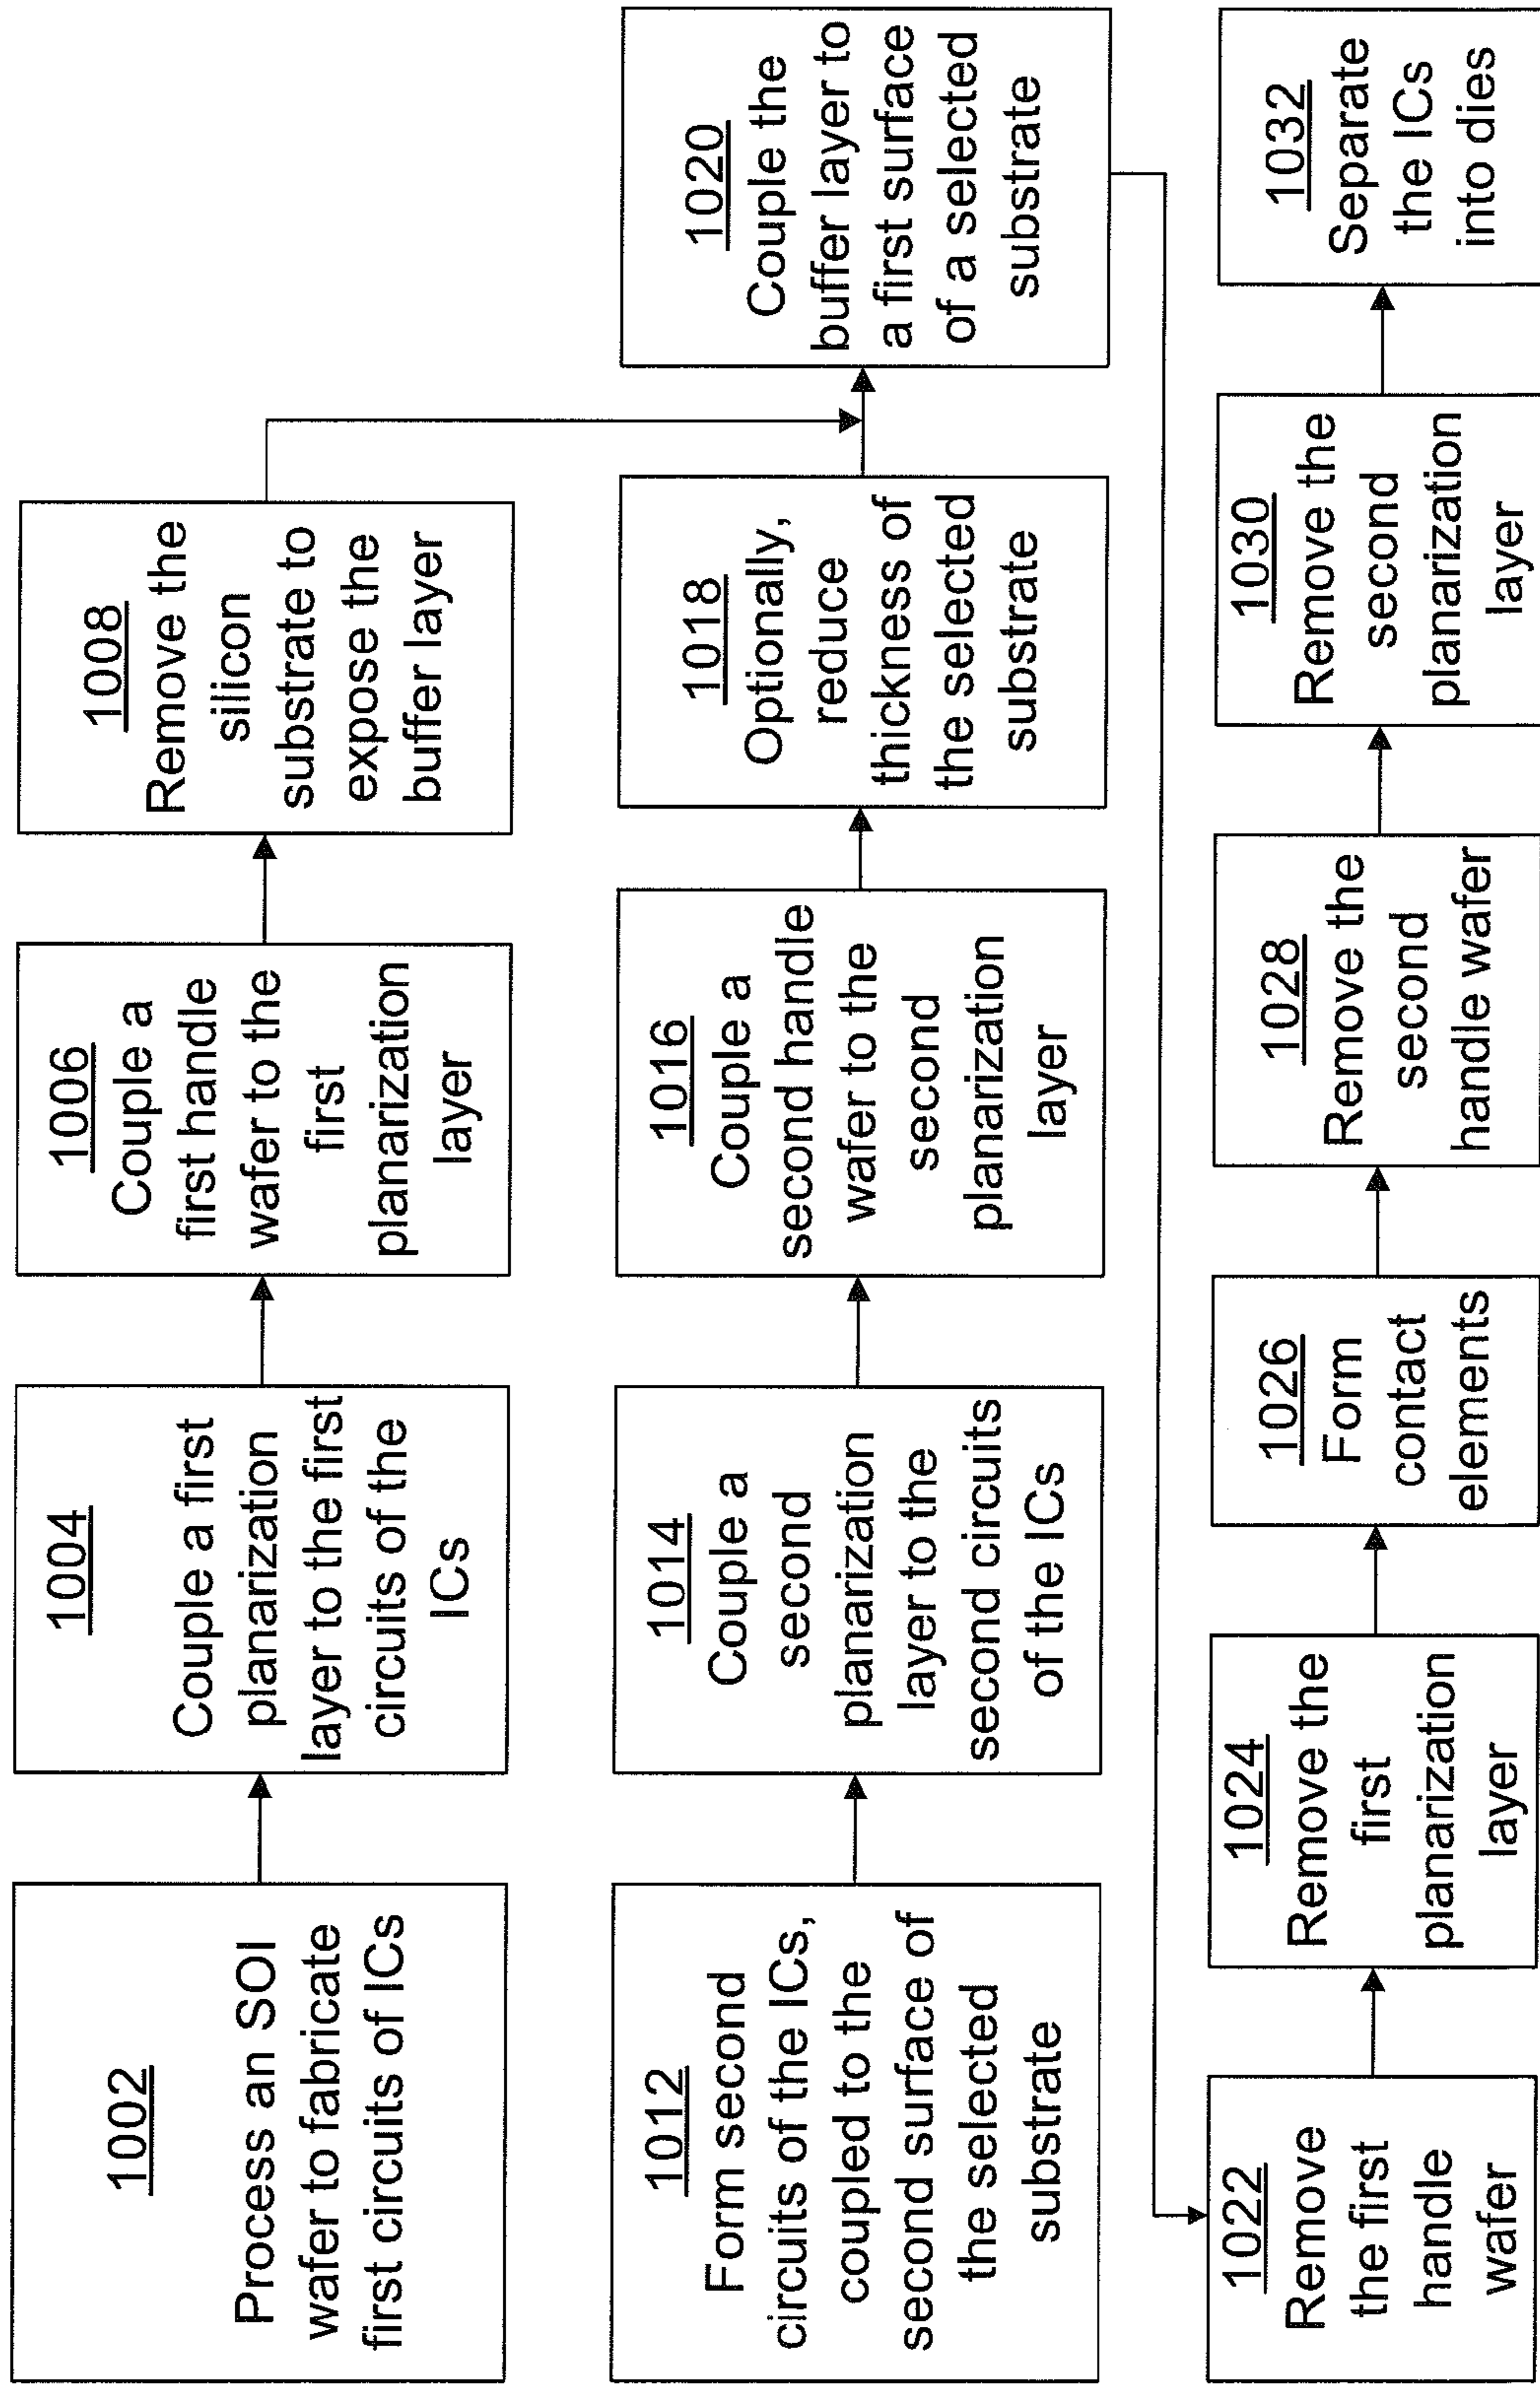 1002
Process an SOI
wafer to fabricate
first circuits of ICs
1004
Couple a first
planarization
layer to the first
circuits of the
ICs
1006
Couple a
first handle
wafer to the
first
planarization
layer
1008
Remove the
silicon
substrate to
expose the
buffer layer
1012
Form second
circuits of the ICs,
coupled to the
second surface of
the selected
substrate
1014
Couple a
second
planarization
layer to the
second circuits
of the ICs
1016
Couple a
second handle
wafer to the
second
planarization
layer
1018
Optionally,
reduce
thickness of
the selected
substrate
1020
Couple the
buffer layer to
a first surface
of a selected
substrate
1022
Remove
the first
handle
wafer
1024
Remove the
first
planarization
layer
1026
Form
contact
elements
1028
Remove the
second
handle wafer
1030
Remove the
second
planarization
layer
1032
Separate
the ICs
into dies